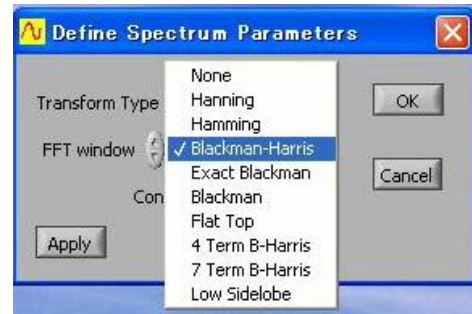 Define Spectrum Parameters
None
Transform Type
Hanning
OK
Hamming
FFT window
✓ Blackman-Harris
Exact Blackman
Cancel
Con
Blackman
Flat Top
Apply
4 Term B-Harris
7 Term B-Harris
Low Sidelobe